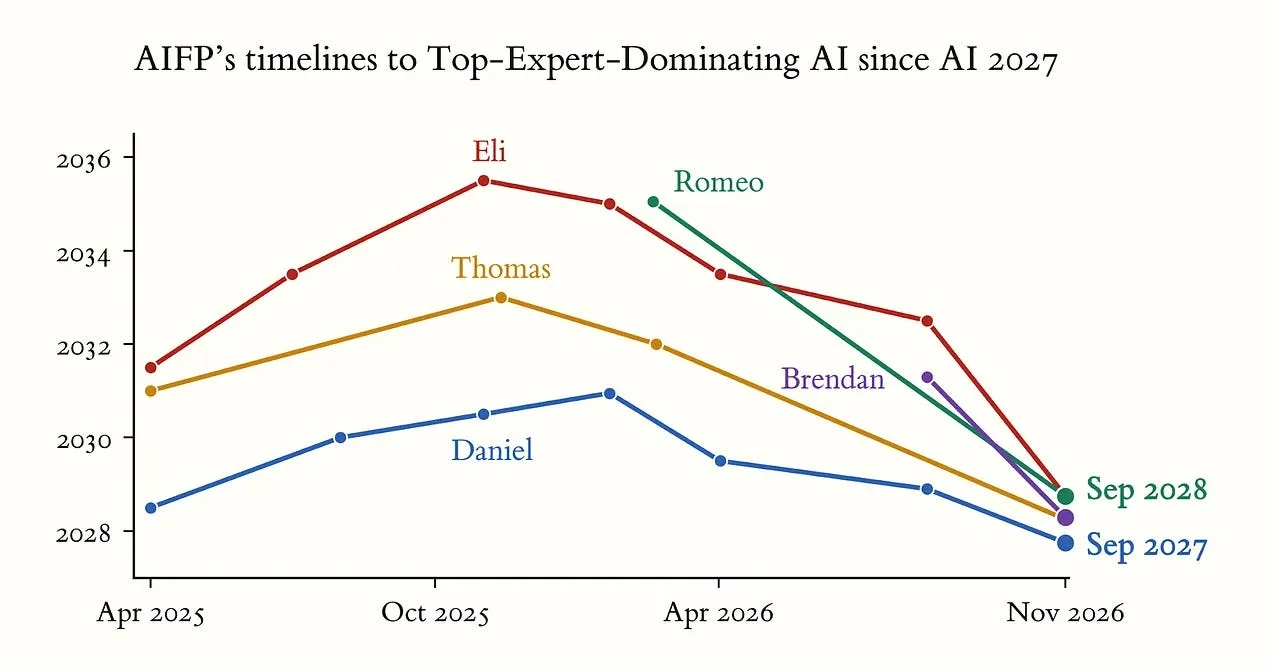 AIFP's timelines to Top-Expert-Dominating AI since AI 2027
2036
Eli
Romeo
2034
Thomas
2032
Brendan
2030
Daniel
Sep 2028
2028
Sep 2027
Apr 2025
Oct 2025
Apr 2026
Nov 2026